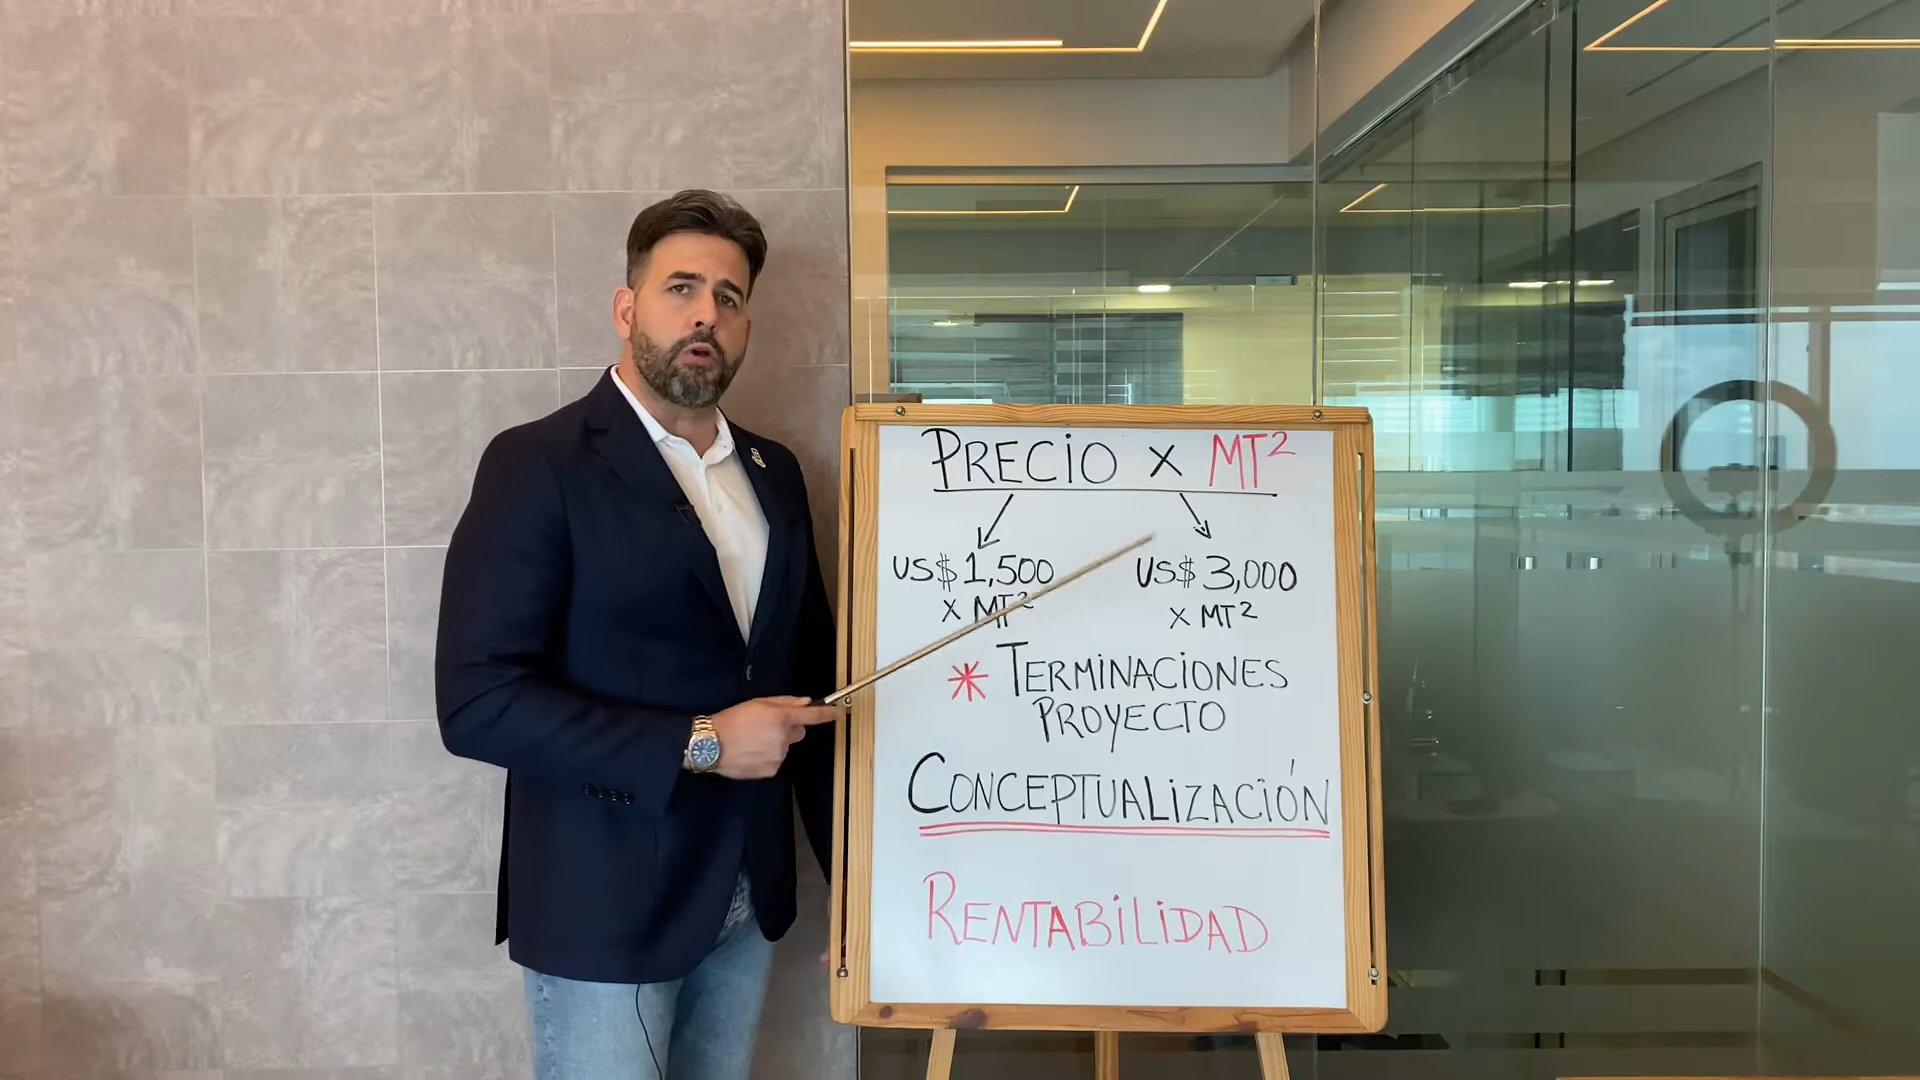 PRECIO X MT²
US$ 1,500
X MT²
US$ 3,000
X MT²
* TERMINACIONES
PROYECTO
CONCEPTUALIZACIÓN
RENTABILIDAD